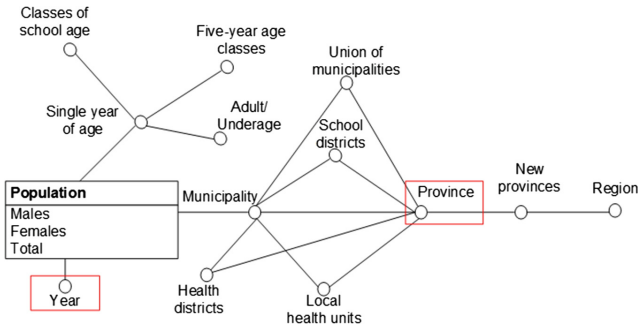 Classes of
school age
Five-year age
classes
Union of
municipalities
Single year
of age
Adult/
Underage
School
districts
Population
Males
Females
Total
Municipality
Province
New
provinces
Region
Year
Health
districts
Local
health units